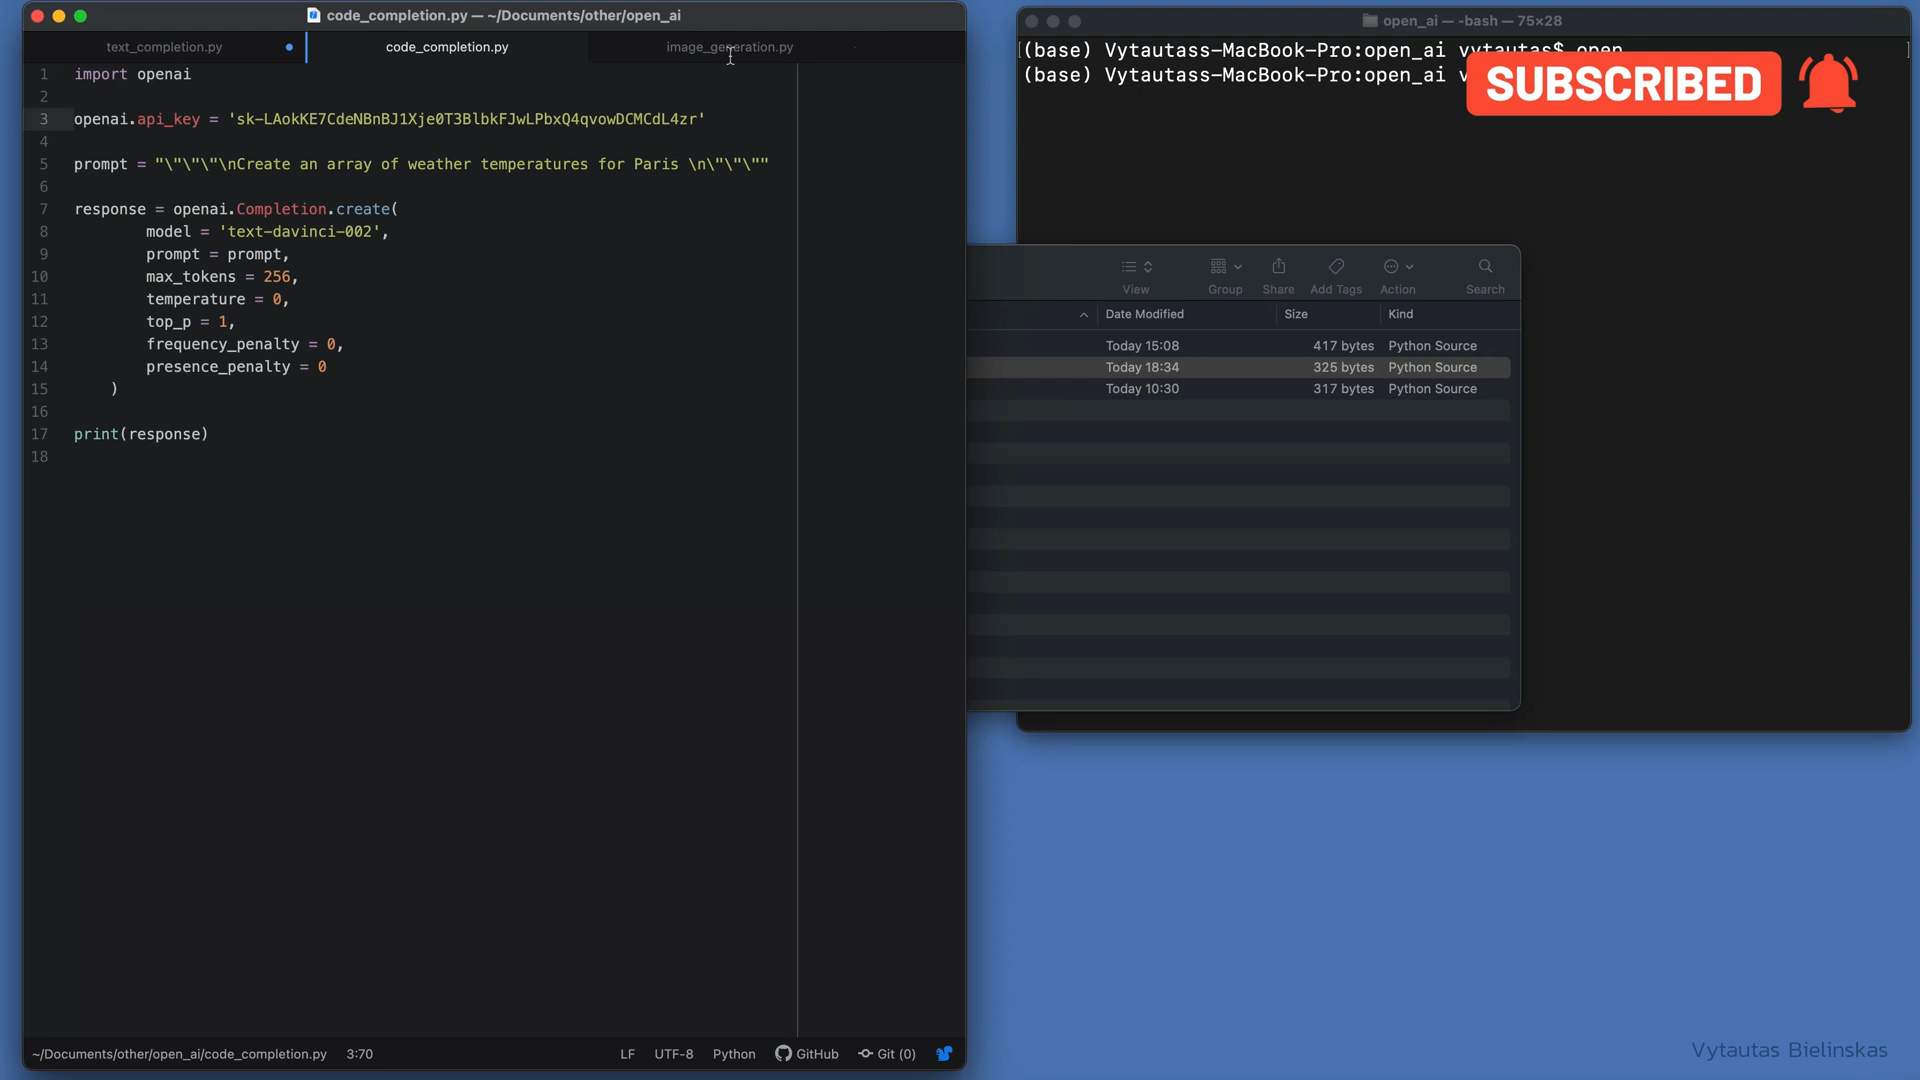 code_completion.py — ~/Documents/other/open_ai
text_completion.py
code_completion.py
image_generation.py
1 import openai
2
3 openai.api_key = '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'
4
5 prompt = "\"\"\"\nCreate an array of weather temperatures for Paris \n\"\"\""
6
7 response = openai.Completion.create(
8 model = 'text-davinci-002',
9 prompt = prompt,
10 max_tokens = 256,
11 temperature = 0,
12 top_p = 1,
13 frequency_penalty = 0,
14 presence_penalty = 0
15 )
16
17 print(response)
18
~/Documents/other/open_ai/code_completion.py 3:70 LF UTF-8 Python GitHub Git (0)
open_ai — -bash — 75×28
(base) Vytautass-MacBook-Pro:open_ai vytautas$ open
(base) Vytautass-MacBook-Pro:open_ai v
SUBSCRIBED
View Group Share Add Tags Action Search
Date Modified Size Kind
Today 15:08 417 bytes Python Source
Today 18:34 325 bytes Python Source
Today 10:30 317 bytes Python Source
Vytautas Bielinskas